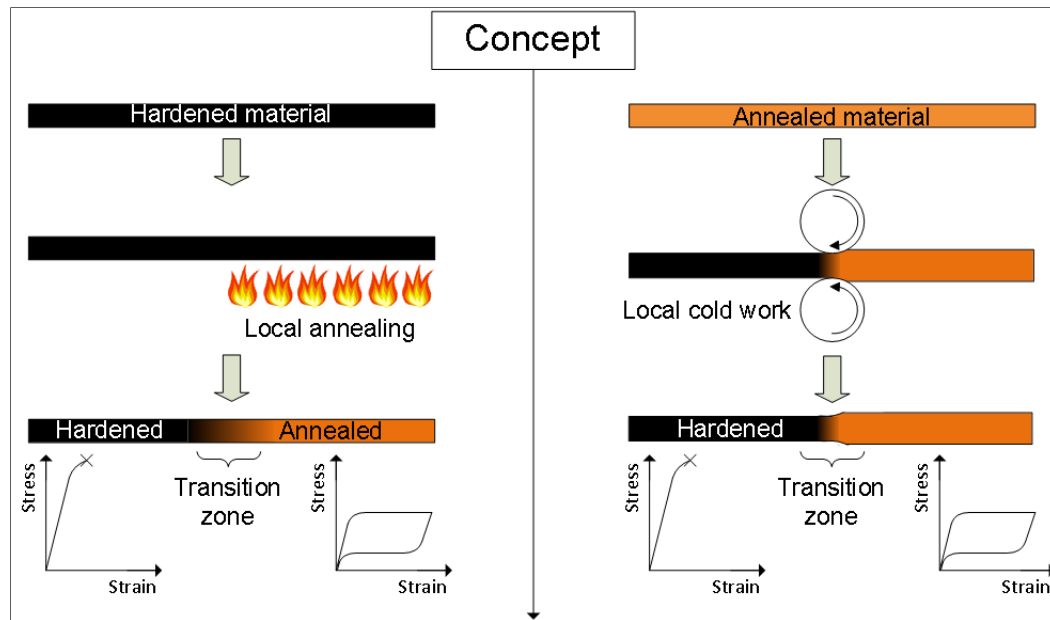 Concept
Hardened material
Local annealing
Hardened
Annealed
Transition
zone
Stress
Strain
Stress
Strain
Annealed material
Local cold work
Hardened
Transition
zone
Stress
Strain
Stress
Strain